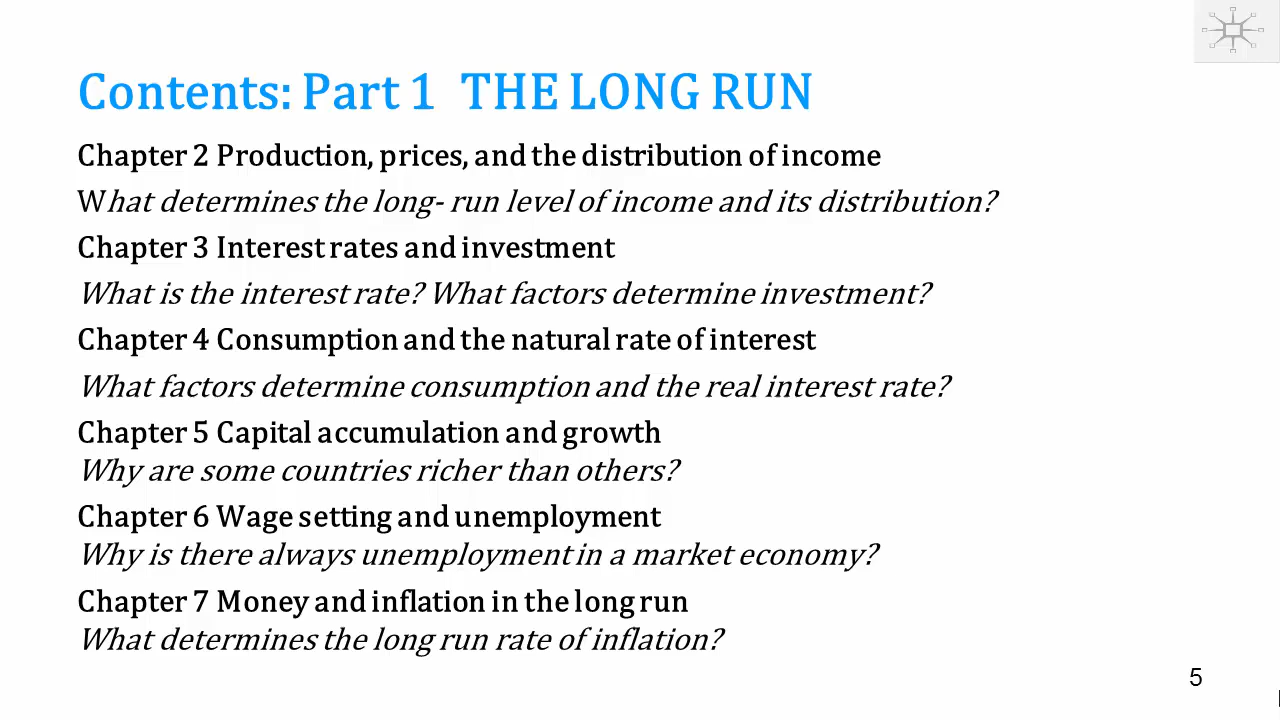 Contents: Part 1 THE LONG RUN
Chapter 2 Production, prices, and the distribution of income
What determines the long- run level of income and its distribution?
Chapter 3 Interest rates and investment
What is the interest rate? What factors determine investment?
Chapter 4 Consumption and the natural rate of interest
What factors determine consumption and the real interest rate?
Chapter 5 Capital accumulation and growth
Why are some countries richer than others?
Chapter 6 Wage setting and unemployment
Why is there always unemployment in a market economy?
Chapter 7 Money and inflation in the long run
What determines the long run rate of inflation?
5